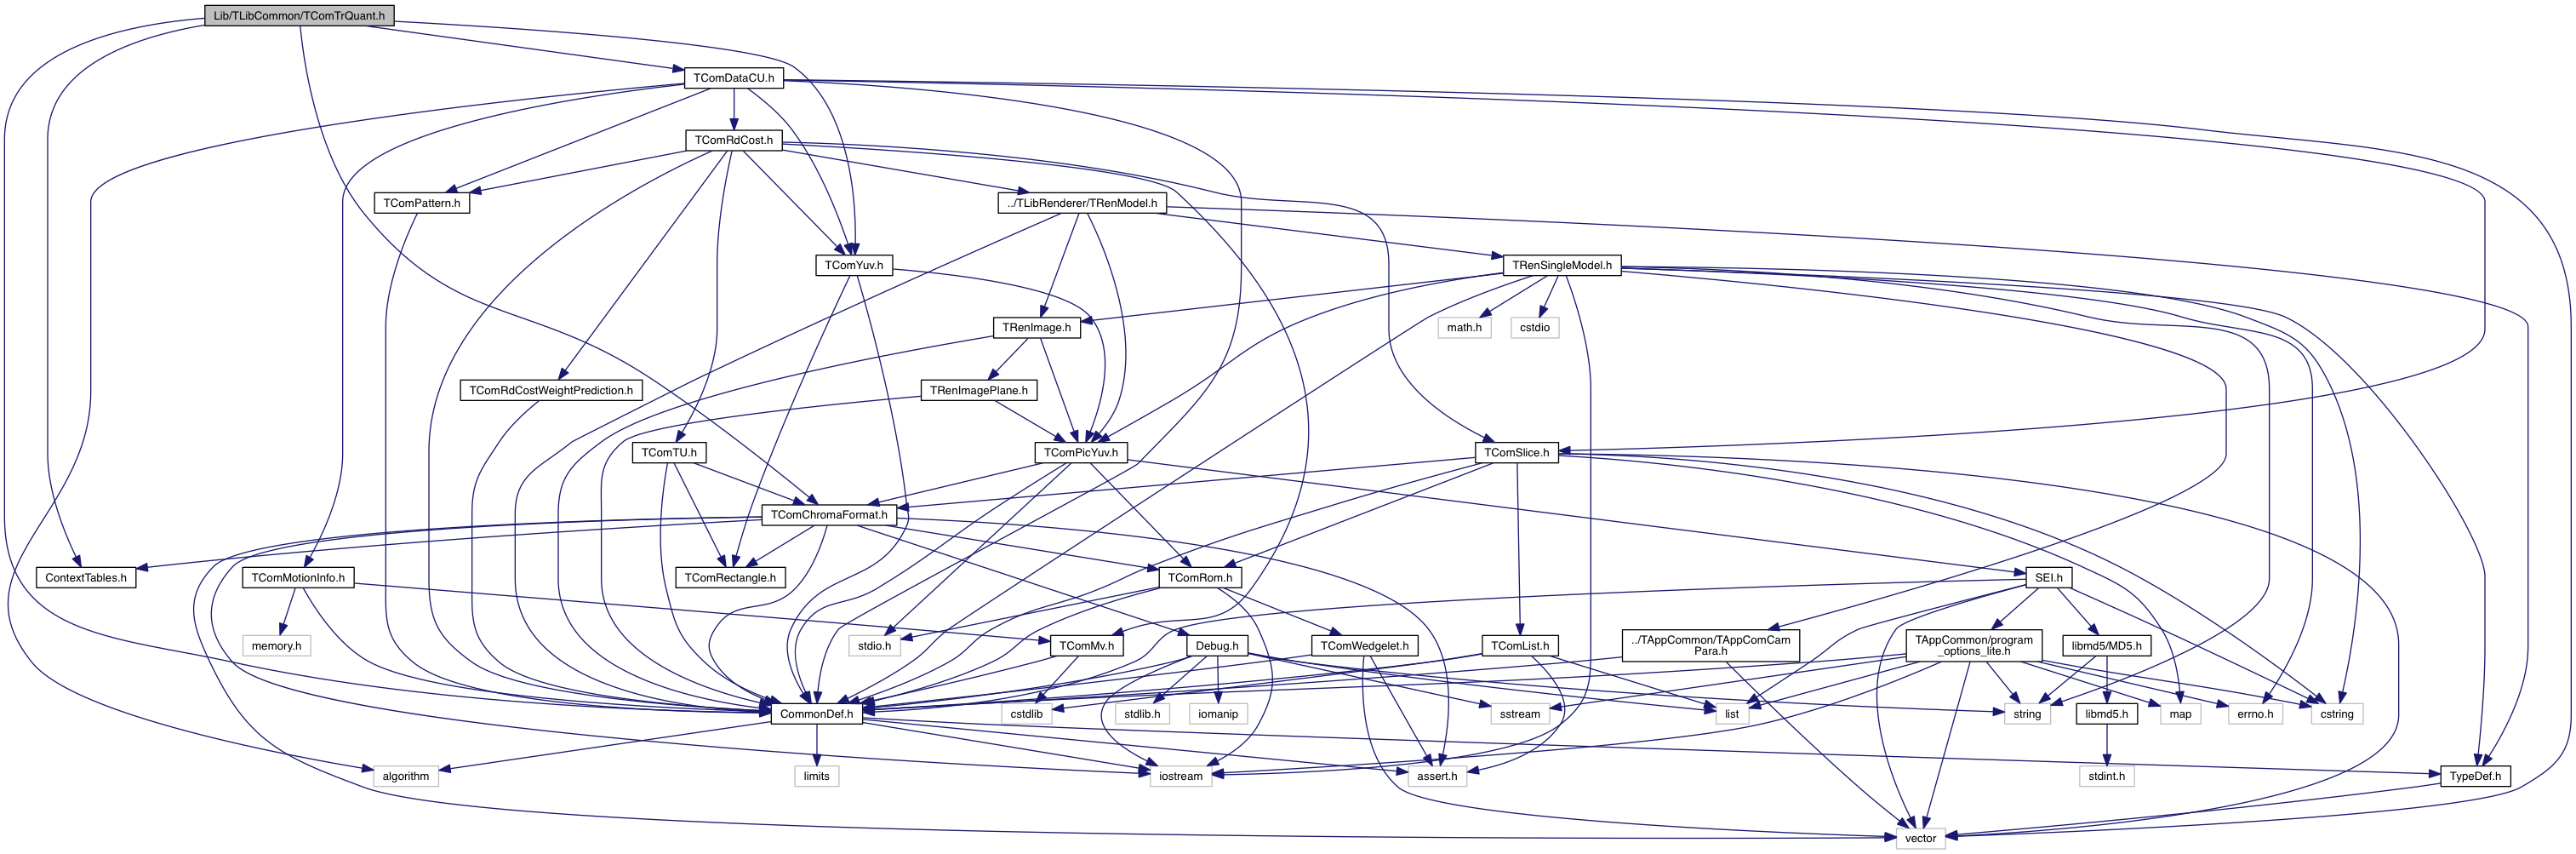 Lib/TLibCommon/TComTrQuant.h
TComDataCU.h
TComRdCost.h
TComPattern.h
../TLibRenderer/TRenModel.h
TComYuv.h
TRenSingleModel.h
TRenImage.h
math.h
cstdio
TComRdCostWeightPrediction.h
TRenImagePlane.h
TComTU.h
TComPicYuv.h
TComSlice.h
TComChromaFormat.h
ContextTables.h
TComMotionInfo.h
TComRectangle.h
TComRom.h
SEI.h
memory.h
stdio.h
TComMv.h
Debug.h
TComWedgelet.h
TComList.h
../TAppCommon/TAppComCam
Para.h
TAppCommon/program
_options_lite.h
libmd5/MD5.h
CommonDef.h
cstdlib
stdlib.h
iomanip
sstream
list
string
libmd5.h
map
errno.h
cstring
algorithm
limits
iostream
assert.h
stdint.h
TypeDef.h
vector